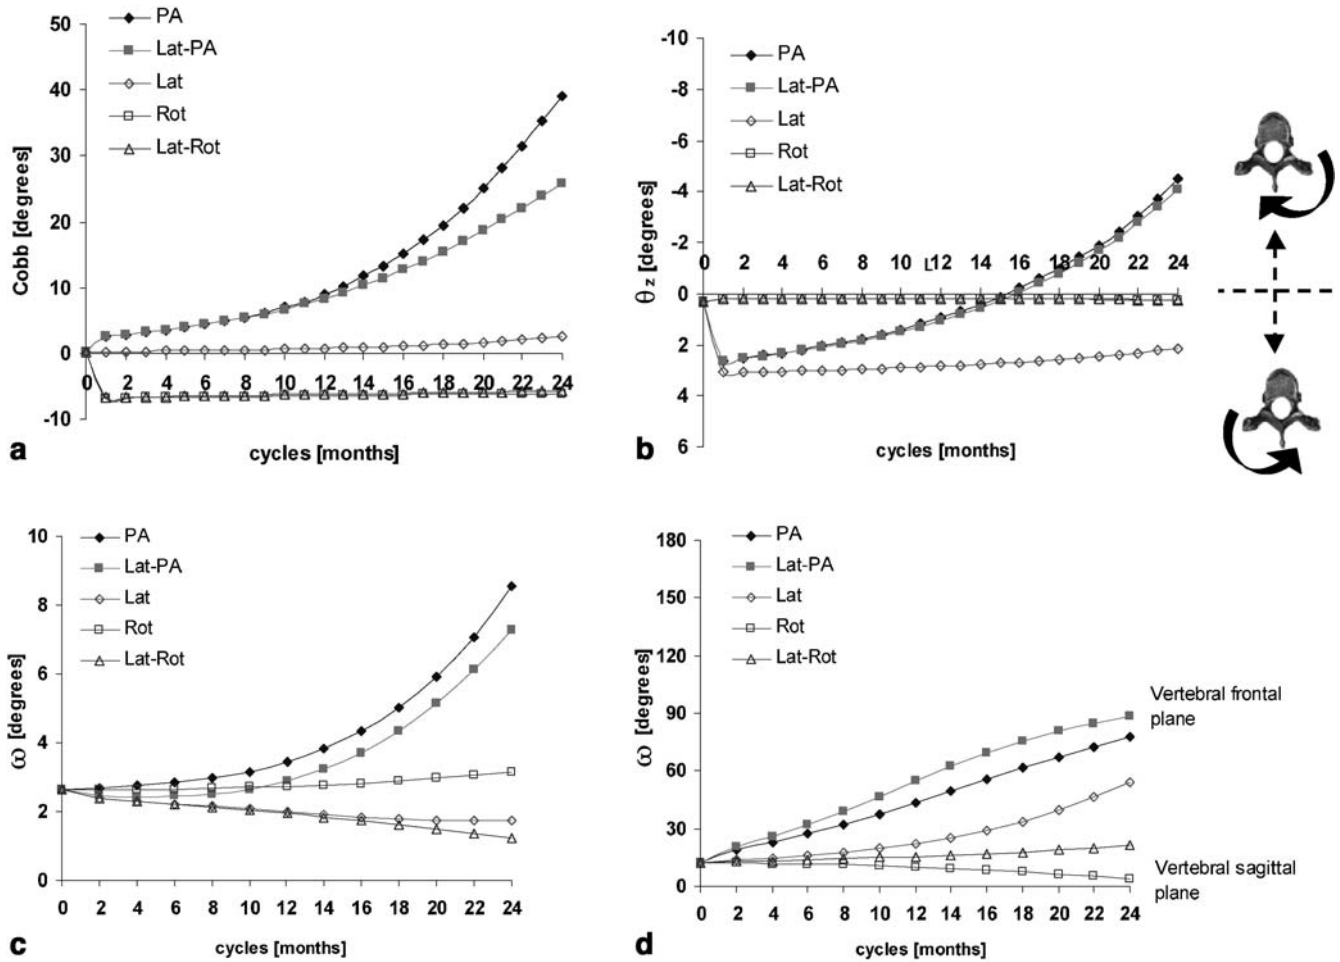 PA
Lat-PA
Lat
Rot
Lat-Rot
50
40
30
20
10
0
-10
Cobb [degrees]
0 2 4 6 8 10 12 14 16 18 20 22 24
cycles [months]
a
PA
Lat-PA
Lat
Rot
Lat-Rot
-10
-8
-6
-4
-2
0
2
4
6
θz [degrees]
0 2 4 6 8 10 L12 14 16 18 20 22 24
cycles [months]
b
PA
Lat-PA
Lat
Rot
Lat-Rot
10
8
6
4
2
0
ω [degrees]
0 2 4 6 8 10 12 14 16 18 20 22 24
cycles [months]
c
PA
Lat-PA
Lat
Rot
Lat-Rot
180
150
120
90
60
30
0
ω [degrees]
0 2 4 6 8 10 12 14 16 18 20 22 24
cycles [months]
Vertebral frontal
plane
Vertebral sagittal
plane
d